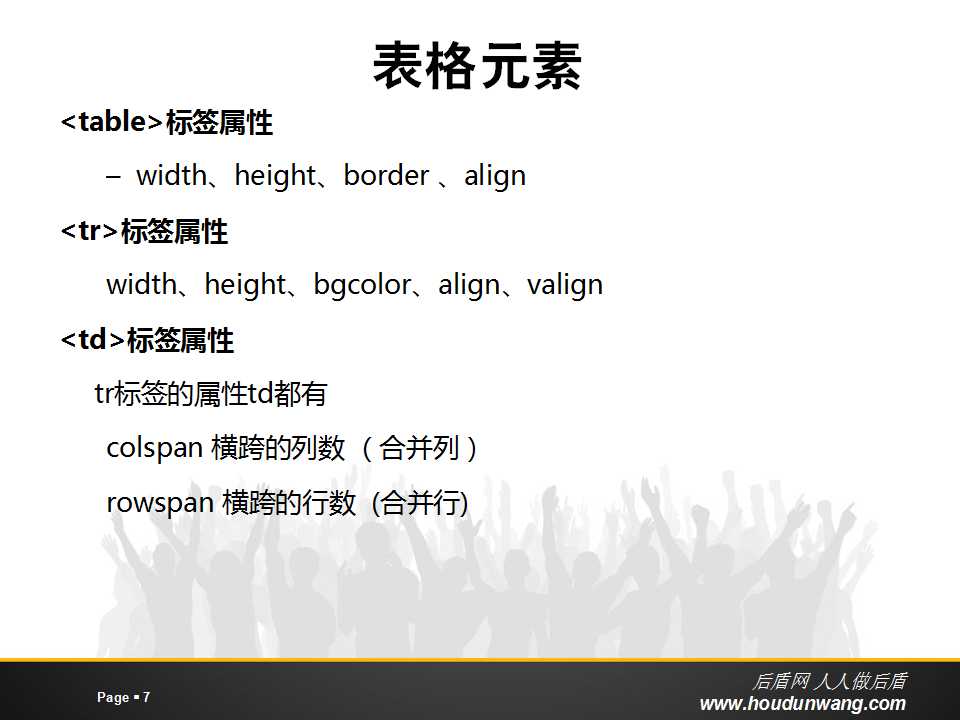 表格元素
<table>标签属性
– width、height、border 、align
<tr>标签属性
width、height、bgcolor、align、valign
<td>标签属性
tr标签的属性td都有
colspan 横跨的列数 （合并列）
rowspan 横跨的行数 (合并行)
Page ▪ 7
后盾网 人人做后盾
www.houdunwang.com